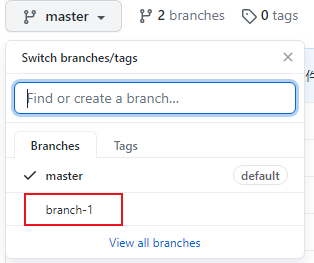 master
2 branches
0 tags
Switch branches/tags
Find or create a branch...
Branches
Tags
master
default
branch-1
View all branches